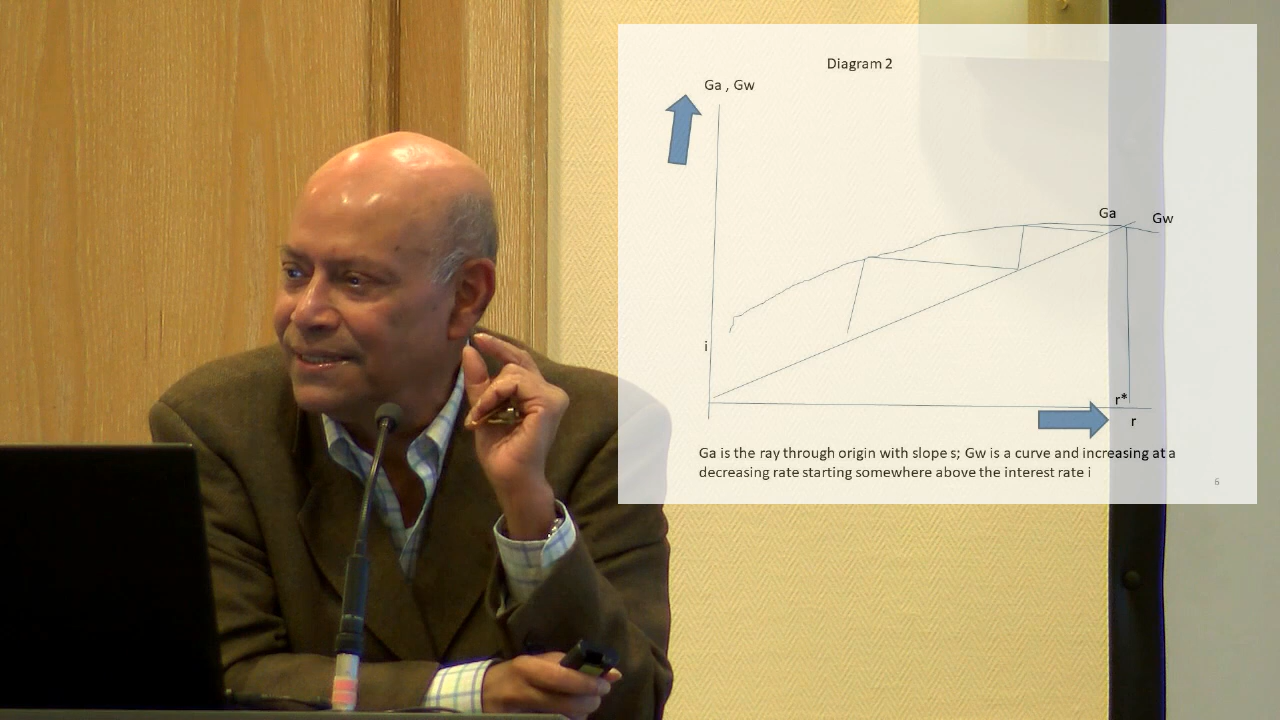 Diagram 2
Ga , Gw
Ga
Gw
i
r*
r
Ga is the ray through origin with slope s; Gw is a curve and increasing at a
decreasing rate starting somewhere above the interest rate i
6